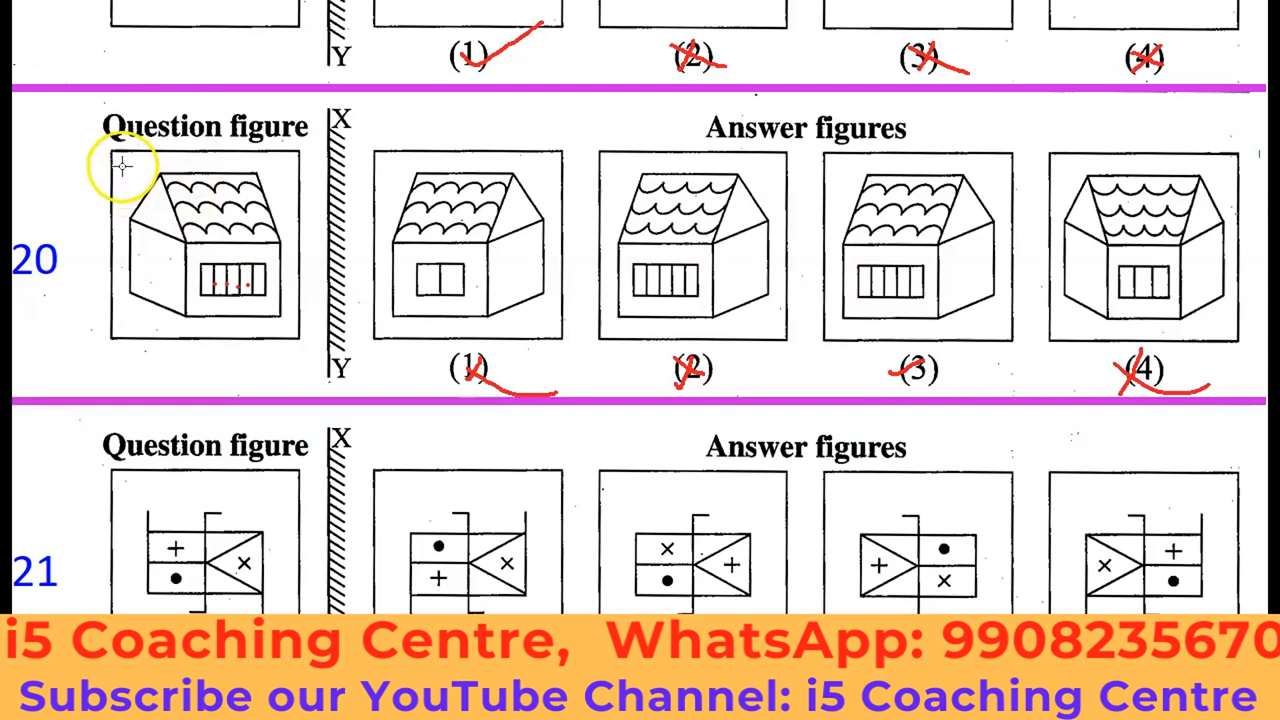 Y (1) (2) (3) (4)
Question figure X Answer figures
20
Y (1) (2) (3) (4)
Question figure X Answer figures
21
i5 Coaching Centre, WhatsApp: 9908235670
Subscribe our YouTube Channel: i5 Coaching Centre